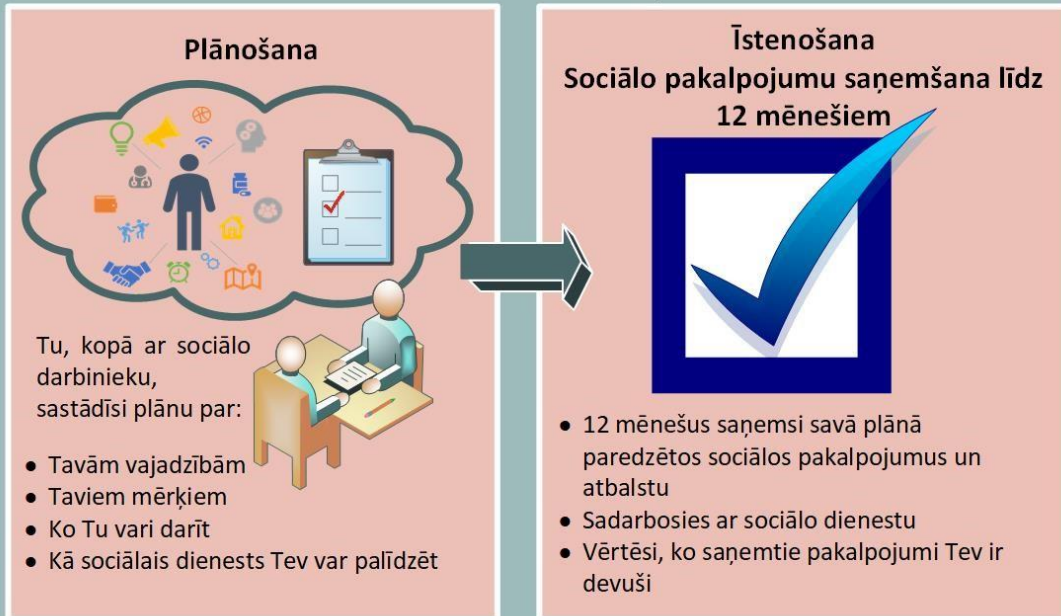 Plānošana
Tu, kopā ar sociālo
darbinieku,
sastādīsi plānu par:
● Tavām vajadzībām
● Taviem mērķiem
● Ko Tu vari darīt
● Kā sociālais dienests Tev var palīdzēt
Īstenošana
Sociālo pakalpojumu saņemšana līdz
12 mēnešiem
● 12 mēnešus saņemsi savā plānā
paredzētos sociālos pakalpojumus un
atbalstu
● Sadarbosies ar sociālo dienestu
● Vērtēsi, ko saņemtie pakalpojumi Tev ir
devuši